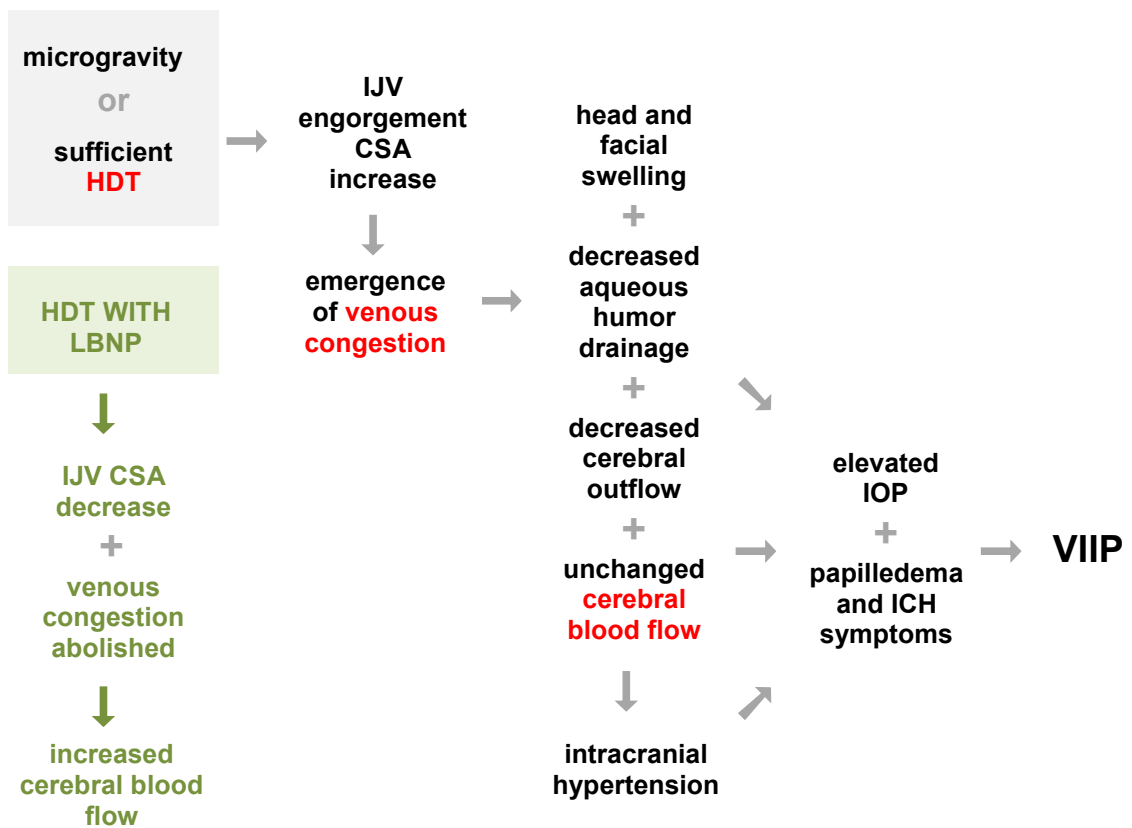 microgravity
or
sufficient
HDT
HDT WITH
LBNP
IJV CSA
decrease
+
venous
congestion
abolished
increased
cerebral blood
flow
IJV
engorgement
CSA
increase
emergence
of venous
congestion
head and
facial
swelling
+
decreased
aqueous
humor
drainage
+
decreased
cerebral
outflow
+
unchanged
cerebral
blood flow
intracranial
hypertension
elevated
IOP
+
papilledema
and ICH
symptoms
VIIP